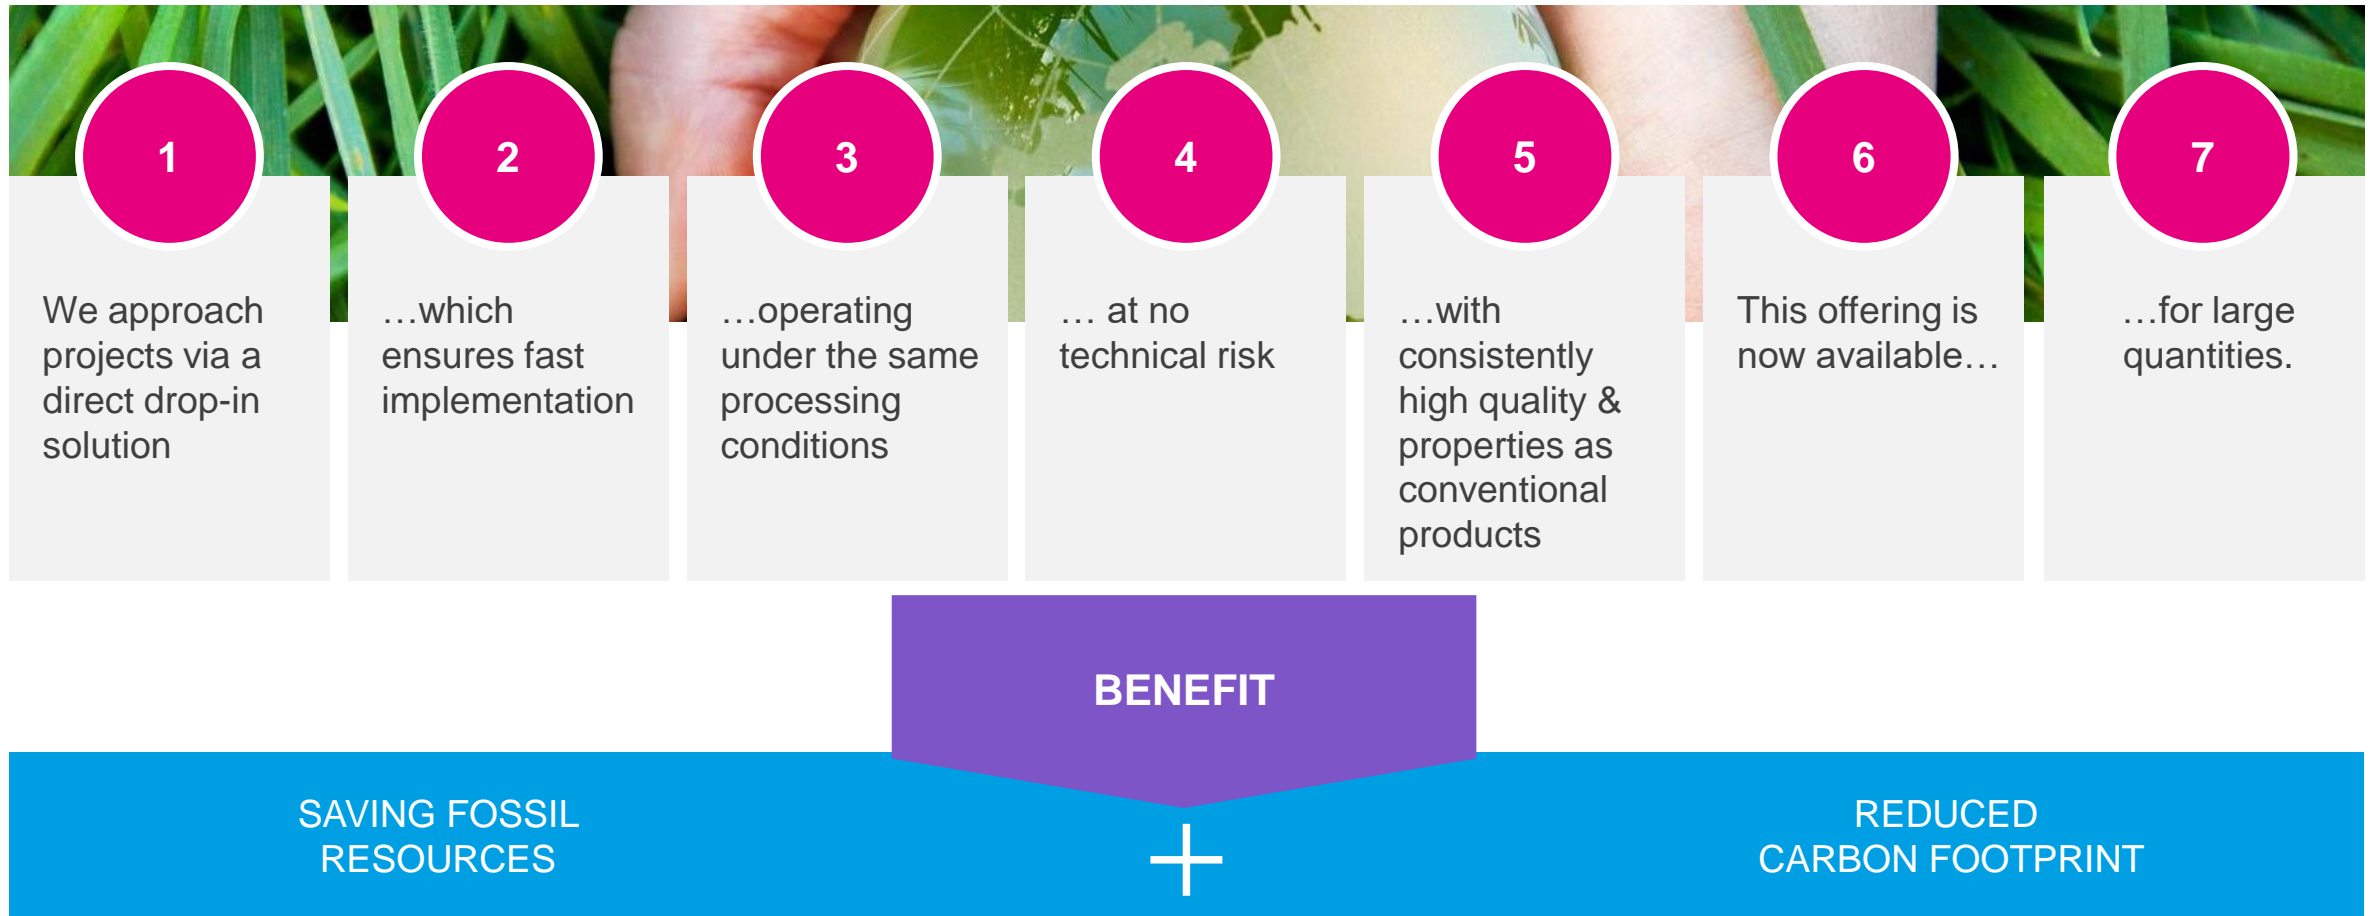 1
We approach
projects via a
direct drop-in
solution
2
…which
ensures fast
implementation
3
…operating
under the same
processing
conditions
4
… at no
technical risk
5
…with
consistently
high quality &
properties as
conventional
products
6
This offering is
now available…
7
…for large
quantities.
BENEFIT
SAVING FOSSIL
RESOURCES
+
REDUCED
CARBON FOOTPRINT